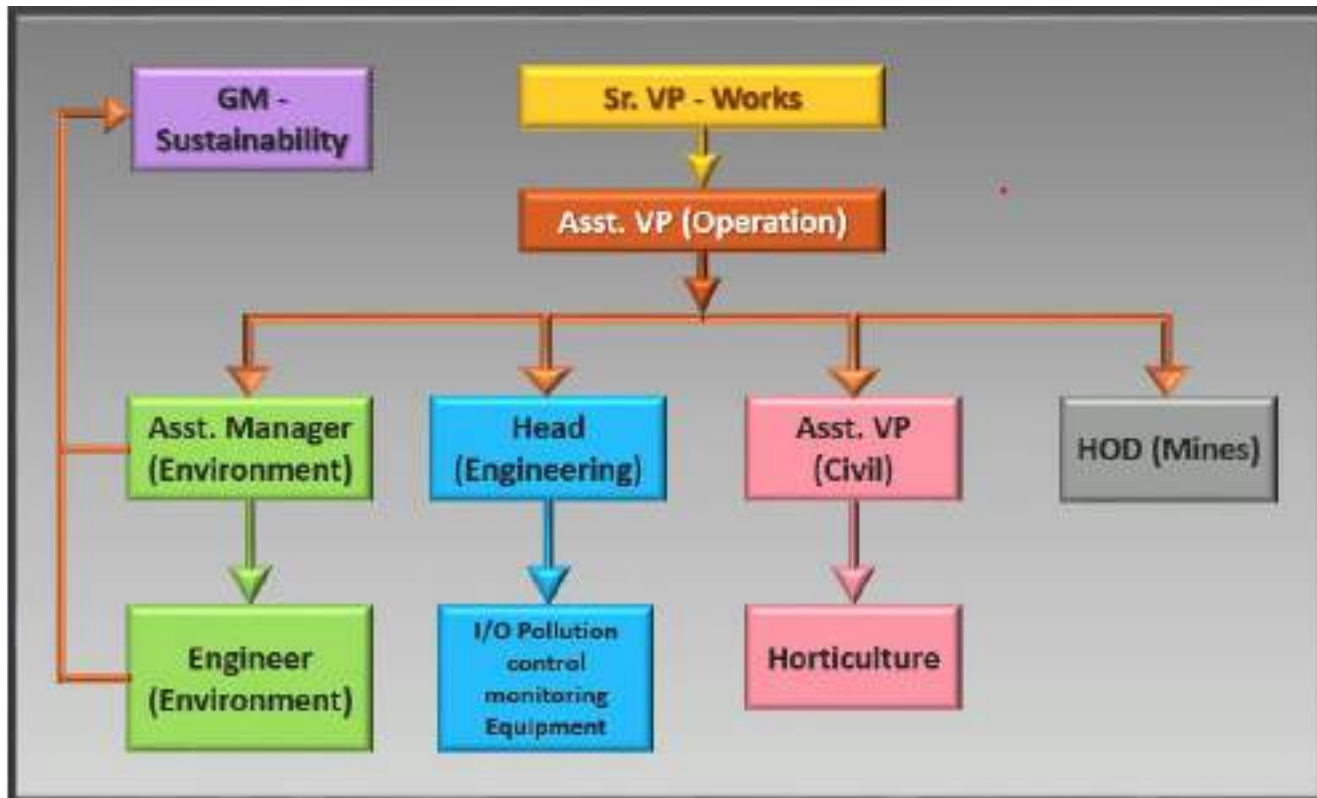 GM -
Sustainability
Sr. VP - Works
Asst. VP (Operation)
Asst. Manager
(Environment)
Head
(Engineering)
Asst. VP
(Civil)
HOD (Mines)
Engineer
(Environment)
I/O Pollution
control
monitoring
Equipment
Horticulture